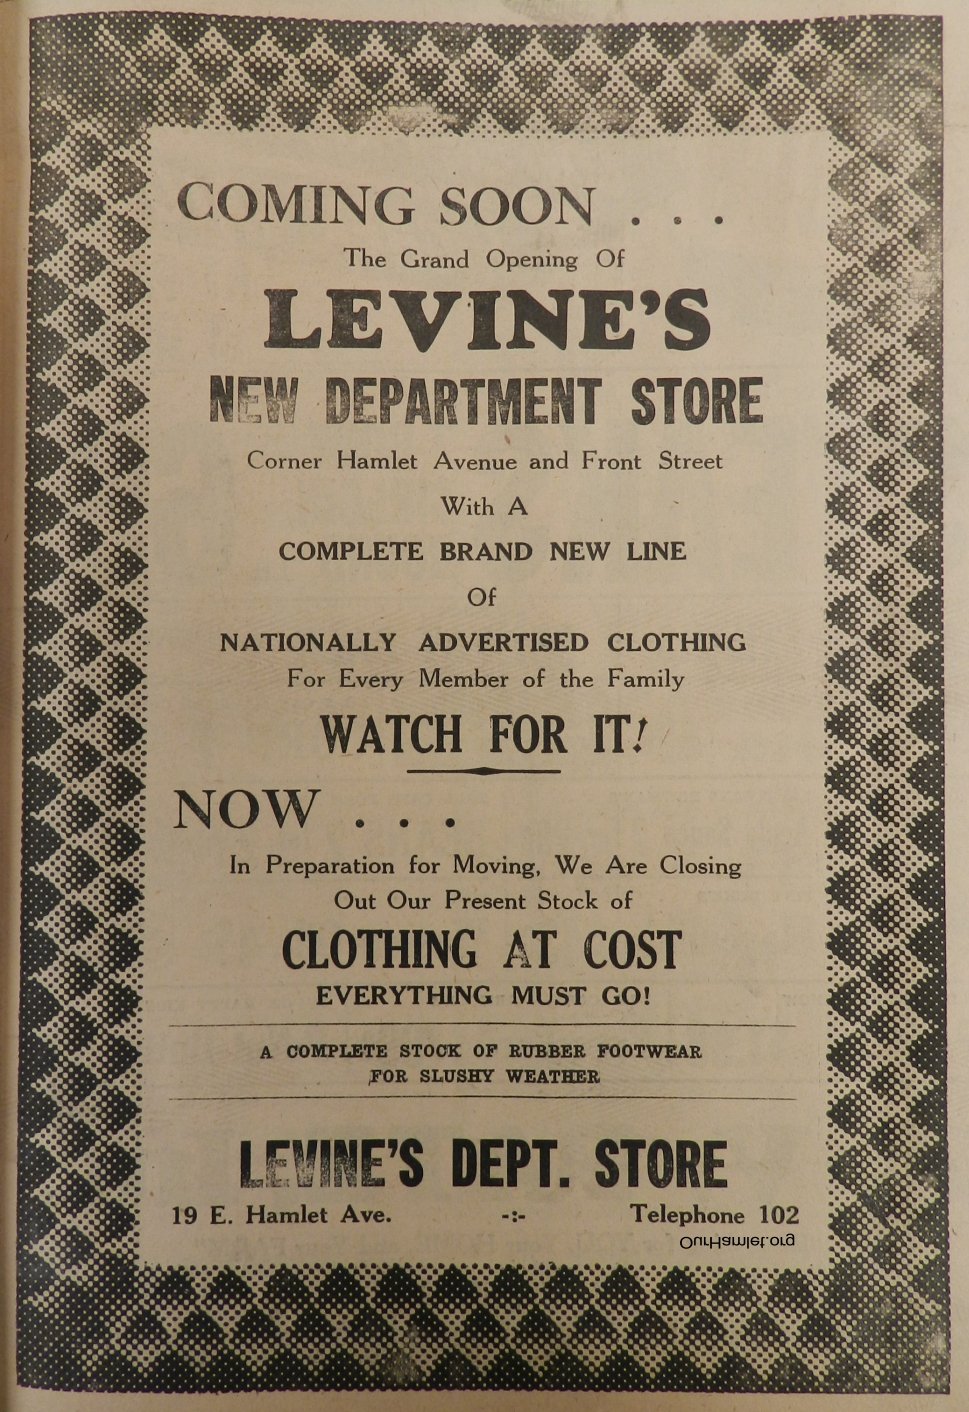 COMING SOON . . .
The Grand Opening Of
LEVINE'S
NEW DEPARTMENT STORE
Corner Hamlet Avenue and Front Street
With A
COMPLETE BRAND NEW LINE
Of
NATIONALLY ADVERTISED CLOTHING
For Every Member of the Family
WATCH FOR IT!
NOW . . .
In Preparation for Moving, We Are Closing
Out Our Present Stock of
CLOTHING AT COST
EVERYTHING MUST GO!
A COMPLETE STOCK OF RUBBER FOOTWEAR
FOR SLUSHY WEATHER
LEVINE'S DEPT. STORE
19 E. Hamlet Ave. -:- Telephone 102
OurHamlet.org